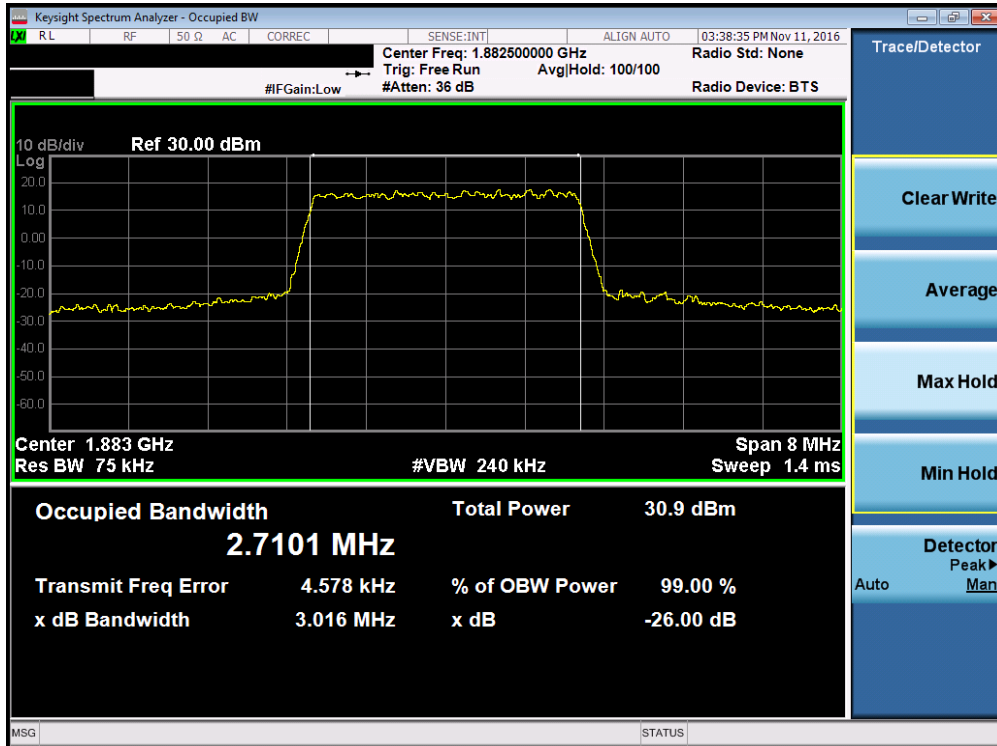 Keysight Spectrum Analyzer - Occupied BW
LXI RL RF 50 Ω AC CORREC SENSE:INT ALIGN AUTO 03:38:35 PM Nov 11, 2016
Center Freq: 1.882500000 GHz Radio Std: None
Trig: Free Run Avg|Hold: 100/100
#IFGain:Low #Atten: 36 dB Radio Device: BTS
Trace/Detector
10 dB/div Ref 30.00 dBm
Log
20.0
10.0
0.00
-10.0
-20.0
-30.0
-40.0
-50.0
-60.0
Center 1.883 GHz Span 8 MHz
Res BW 75 kHz #VBW 240 kHz Sweep 1.4 ms
Occupied Bandwidth Total Power 30.9 dBm
2.7101 MHz
Transmit Freq Error 4.578 kHz % of OBW Power 99.00 %
x dB Bandwidth 3.016 MHz x dB -26.00 dB
Clear Write
Average
Max Hold
Min Hold
Detector
Peak▶
Auto Man
MSG STATUS